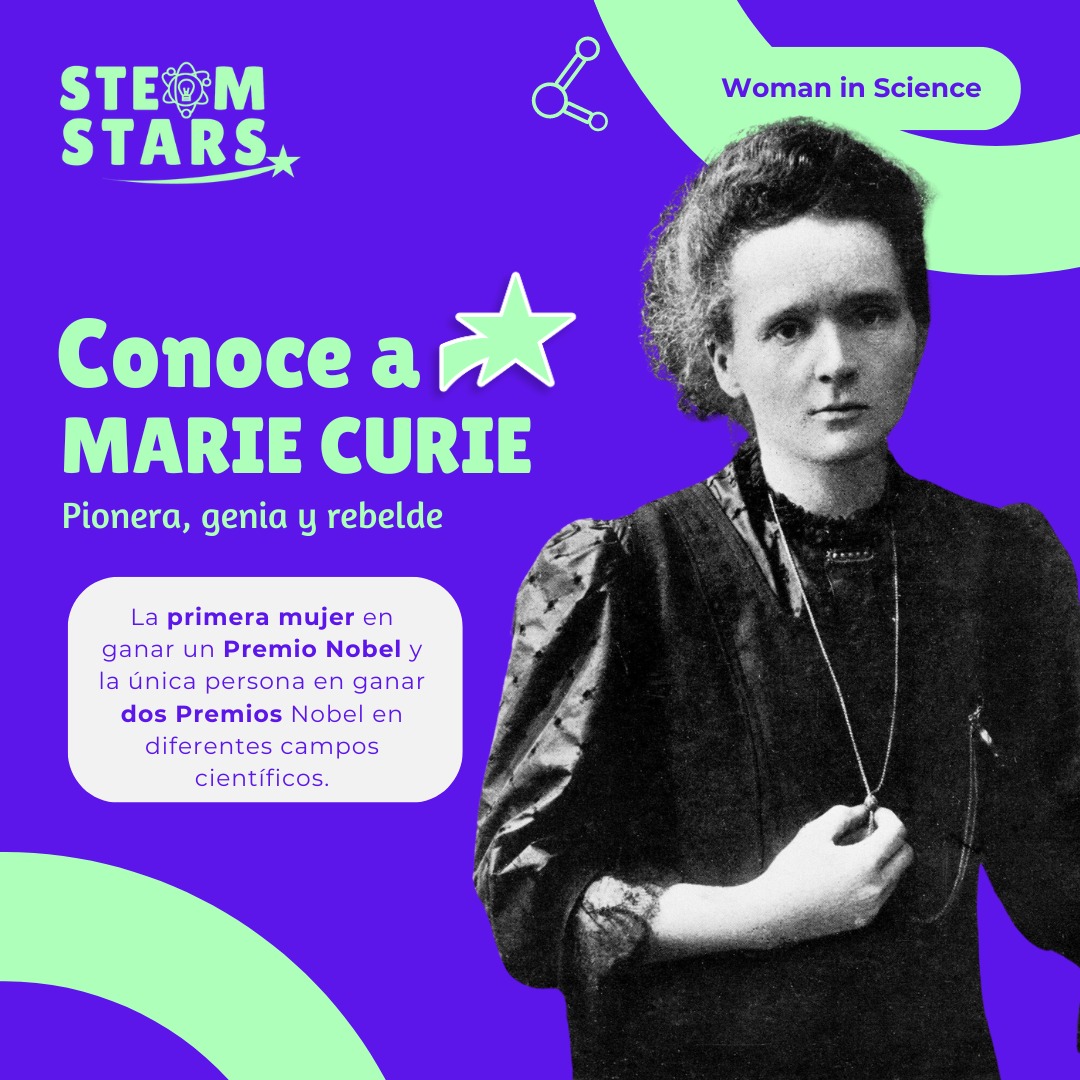 STEAM
STARS
Woman in Science
Conoce a
MARIE CURIE
Pionera, genia y rebelde
La primera mujer en
ganar un Premio Nobel y
la única persona en ganar
dos Premios Nobel en
diferentes campos
científicos.